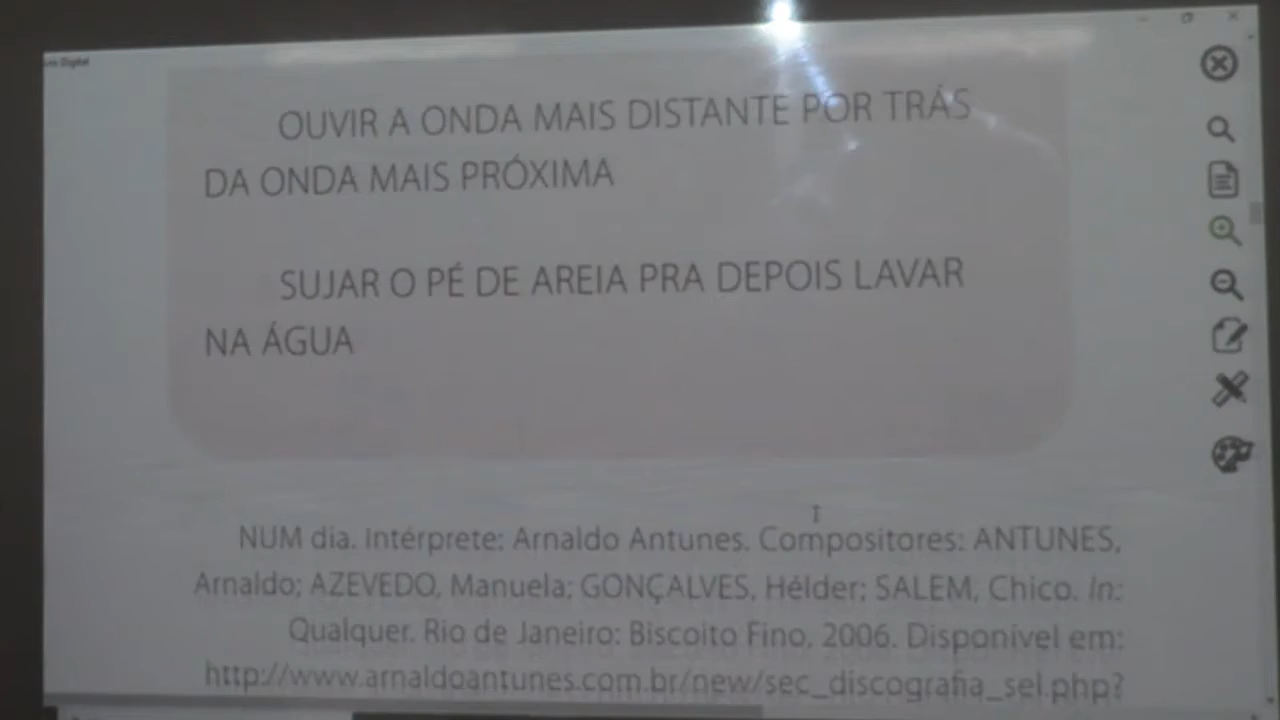 OUVIR A ONDA MAIS DISTANTE POR TRÁS
DA ONDA MAIS PRÓXIMA
SUJAR O PÉ DE AREIA PRA DEPOIS LAVAR
NA ÁGUA
NUM dia. Intérprete: Arnaldo Antunes. Compositores: ANTUNES,
Arnaldo; AZEVEDO, Manuela; GONÇALVES, Hélder; SALEM, Chico. In:
Qualquer. Rio de Janeiro: Biscoito Fino, 2006. Disponível em:
http://www.arnaldoantunes.com.br/new/sec_discografia_sel.php?